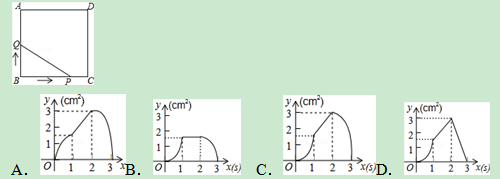 A D
Q
B P C
y (cm²) y (cm²) y (cm²) y (cm²)
3 3 3 3
2 2 2 2
1 1 1 1
O 1 2 3 x O 1 2 3 x(s) O 1 2 3 x(s) O 1 2 3 x(s)
A. B. C. D.